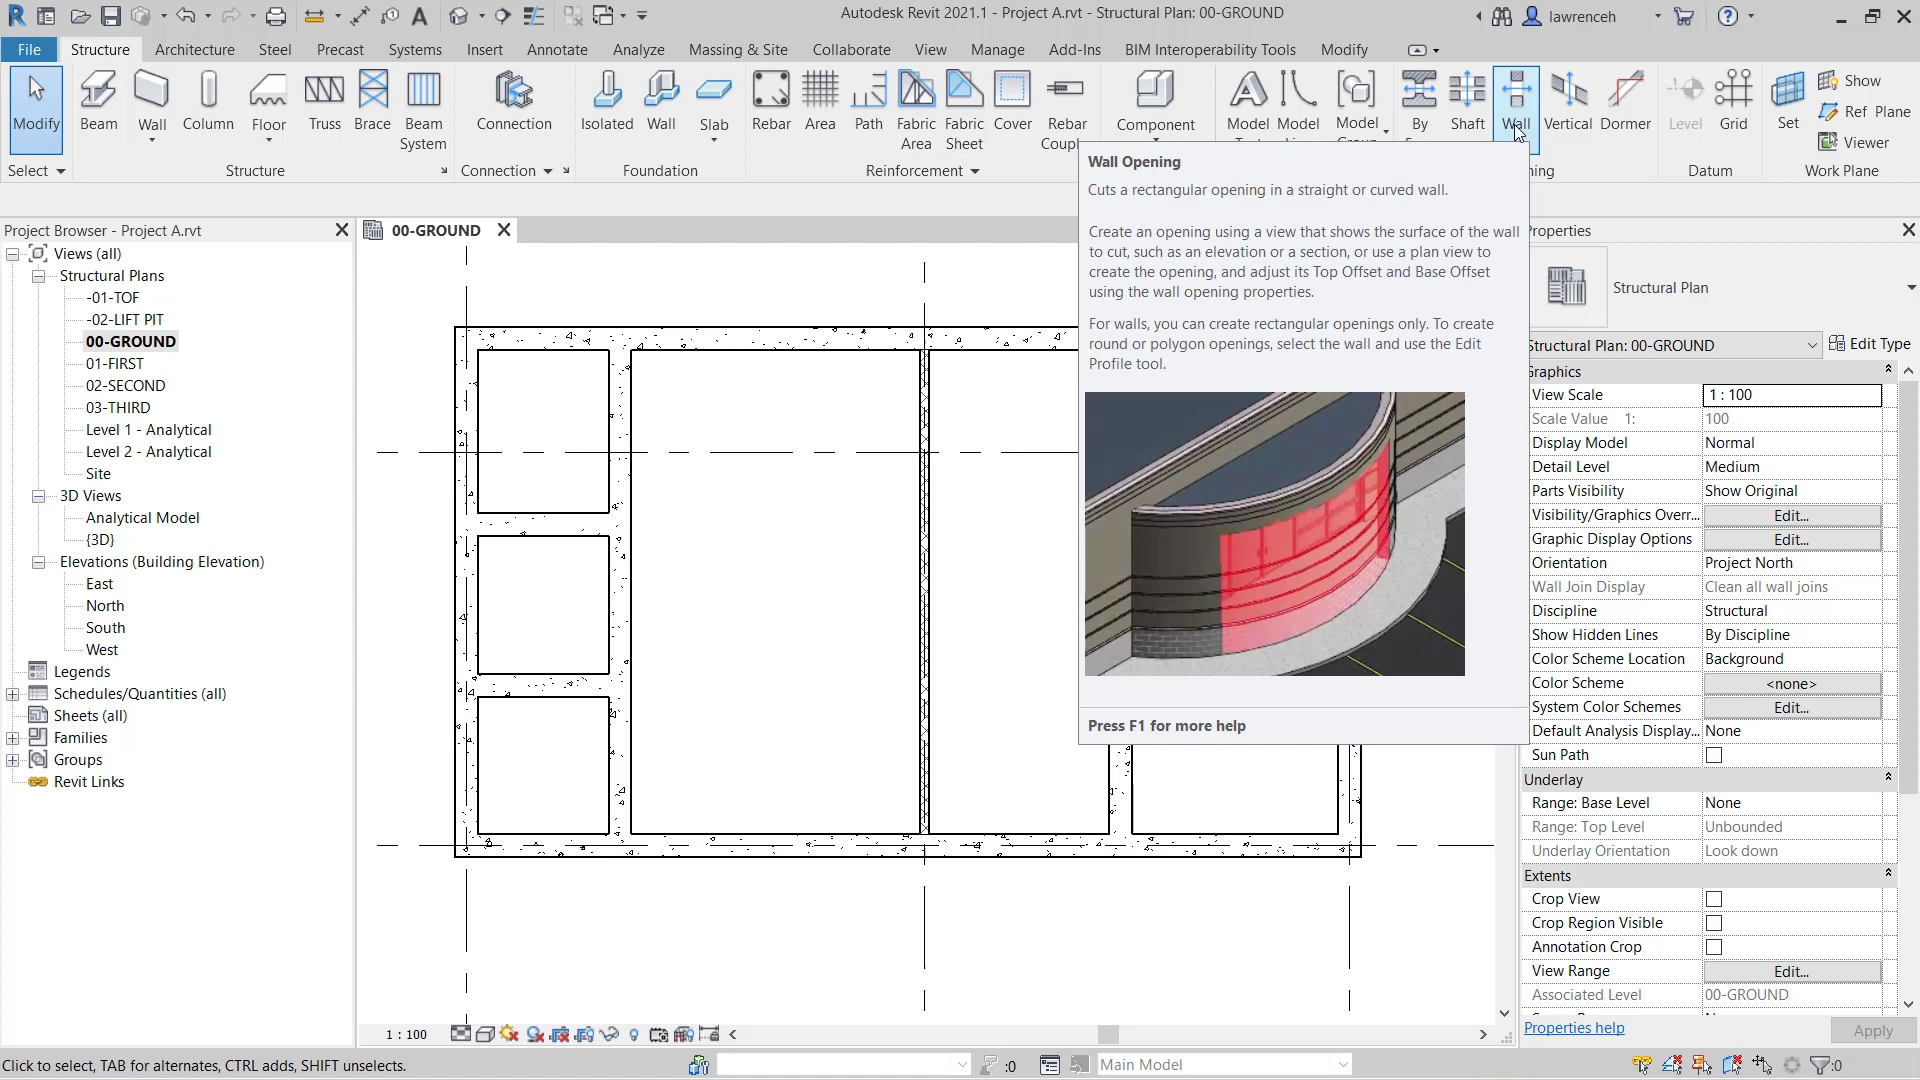 Autodesk Revit 2021.1 - Project A.rvt - Structural Plan: 00-GROUND
lawrenceh
File Structure Architecture Steel Precast Systems Insert Annotate Analyze Massing & Site Collaborate View Manage Add-Ins BIM Interoperability Tools Modify
Modify Beam Wall Column Floor Truss Brace Beam System Connection Isolated Wall Slab Rebar Area Path Fabric Area Fabric Sheet Cover Rebar Component Model Model Model By Shaft Wall Vertical Dormer Level Grid Set
Show
Ref Plane
Viewer
Select Structure Connection Foundation Reinforcement Datum Work Plane
Project Browser - Project A.rvt
Views (all)
Structural Plans
-01-TOF
-02-LIFT PIT
00-GROUND
01-FIRST
02-SECOND
03-THIRD
Level 1 - Analytical
Level 2 - Analytical
Site
3D Views
Analytical Model
{3D}
Elevations (Building Elevation)
East
North
South
West
Legends
Schedules/Quantities (all)
Sheets (all)
Families
Groups
Revit Links
00-GROUND
Wall Opening
Cuts a rectangular opening in a straight or curved wall.
Create an opening using a view that shows the surface of the wall
to cut, such as an elevation or a section, or use a plan view to
create the opening, and adjust its Top Offset and Base Offset
using the wall opening properties.
For walls, you can create rectangular openings only. To create
round or polygon openings, select the wall and use the Edit
Profile tool.
Press F1 for more help
Properties
Structural Plan
Structural Plan: 00-GROUND Edit Type
Graphics
View Scale 1 : 100
Scale Value 1: 100
Display Model Normal
Detail Level Medium
Parts Visibility Show Original
Visibility/Graphics Overr... Edit...
Graphic Display Options Edit...
Orientation Project North
Wall Join Display Clean all wall joins
Discipline Structural
Show Hidden Lines By Discipline
Color Scheme Location Background
Color Scheme <none>
System Color Schemes Edit...
Default Analysis Display... None
Sun Path
Underlay
Range: Base Level None
Range: Top Level Unbounded
Underlay Orientation Look down
Extents
Crop View
Crop Region Visible
Annotation Crop
View Range Edit...
Associated Level 00-GROUND
Properties help Apply
1 : 100
Click to select, TAB for alternates, CTRL adds, SHIFT unselects.
:0
Main Model
:0